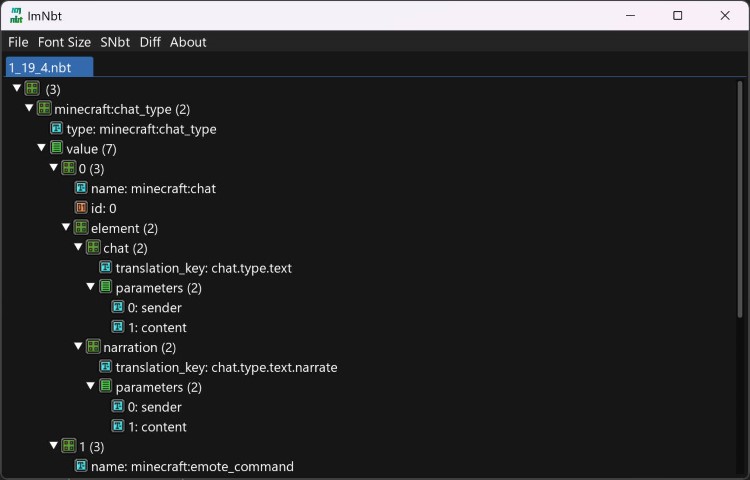 ImNbt
File Font Size SNbt Diff About
1_19_4.nbt
(3)
minecraft:chat_type (2)
type: minecraft:chat_type
value (7)
0 (3)
name: minecraft:chat
id: 0
element (2)
chat (2)
translation_key: chat.type.text
parameters (2)
0: sender
1: content
narration (2)
translation_key: chat.type.text.narrate
parameters (2)
0: sender
1: content
1 (3)
name: minecraft:emote_command